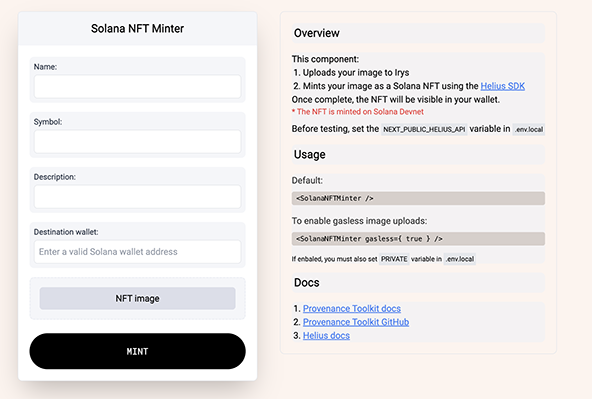 Solana NFT Minter
Name:
Symbol:
Description:
Destination wallet:
Enter a valid Solana wallet address
NFT image
MINT
Overview
This component:
1. Uploads your image to Irys
2. Mints your image as a Solana NFT using the Helius SDK
Once complete, the NFT will be visible in your wallet.
* The NFT is minted on Solana Devnet
Before testing, set the NEXT_PUBLIC_HELIUS_API variable in .env.local
Usage
Default:
<SolanaNFTMinter />
To enable gasless image uploads:
<SolanaNFTMinter gasless={ true } />
If enbaled, you must also set PRIVATE variable in .env.local
Docs
1. Provenance Toolkit docs
2. Provenance Toolkit GitHub
3. Helius docs